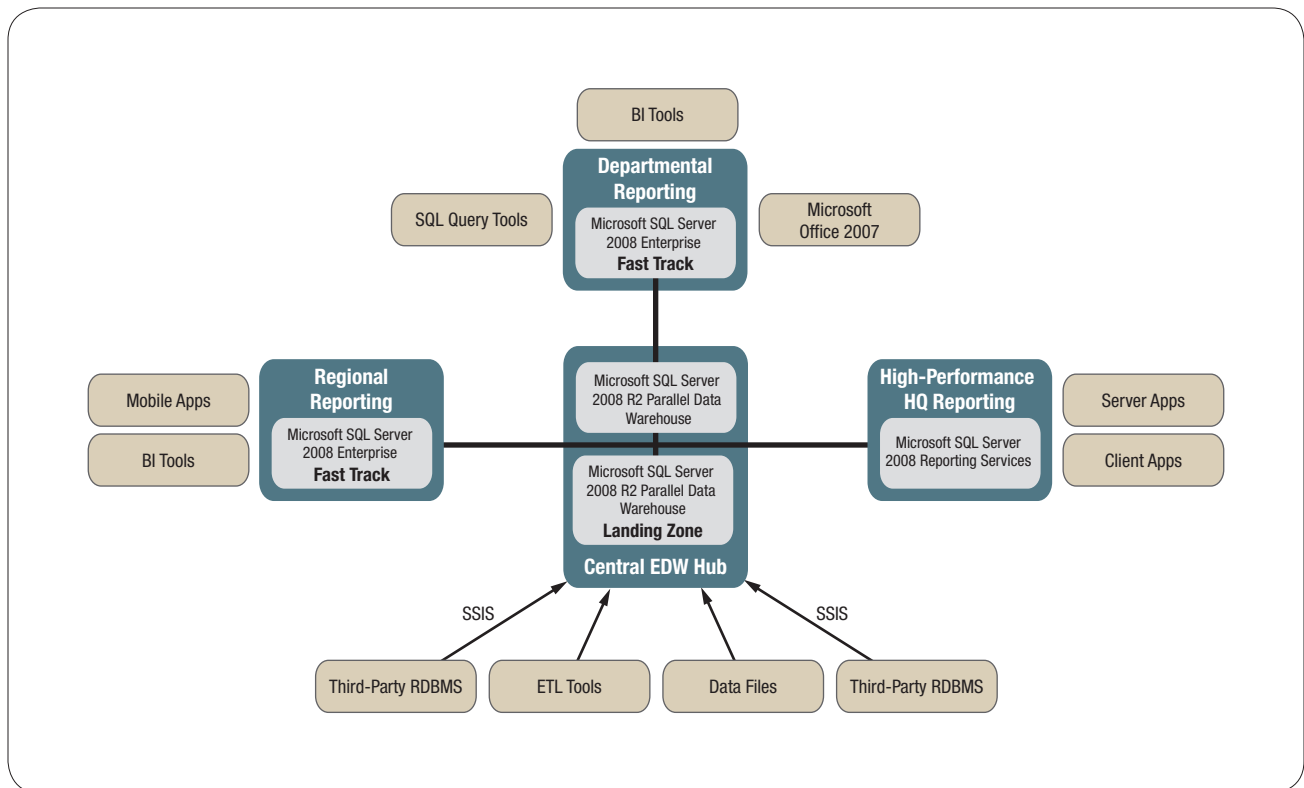 BI Tools
Departmental
Reporting
SQL Query Tools
Microsoft SQL Server
2008 Enterprise
Fast Track
Microsoft
Office 2007
Mobile Apps
BI Tools
Regional
Reporting
Microsoft SQL Server
2008 Enterprise
Fast Track
Microsoft SQL Server
2008 R2 Parallel Data
Warehouse
Microsoft SQL Server
2008 R2 Parallel Data
Warehouse
Landing Zone
Central EDW Hub
High-Performance
HQ Reporting
Microsoft SQL Server
2008 Reporting Services
Server Apps
Client Apps
SSIS
SSIS
Third-Party RDBMS
ETL Tools
Data Files
Third-Party RDBMS